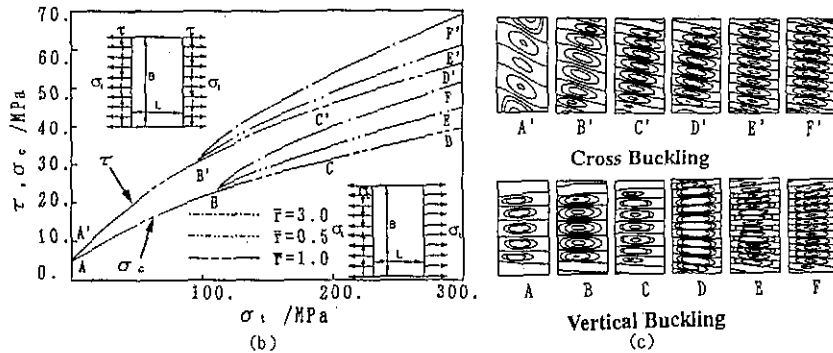 70.
60.
50.
40.
30.
20.
10.
0.
τ, σc /MPa
τ
τ
σt
σt
B
L
F'
E'
D'
C'
F
E
D
C
B'
B
τ
A'
A
σc
r̄=3.0
r̄=0.5
r̄=1.0
σt
σt
B
L
100.
200.
300.
σt /MPa
(b)
A' B' C' D' E' F'
Cross Buckling
A B C D E F
Vertical Buckling
(c)